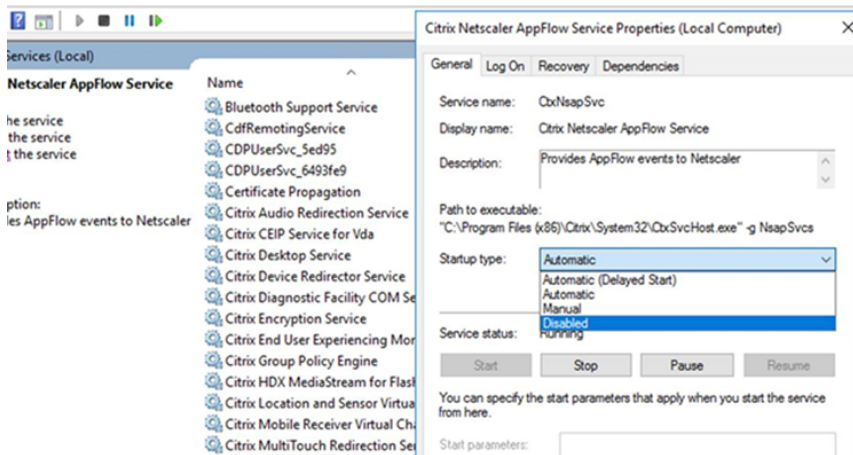 Citrix Netscaler AppFlow Service Properties (Local Computer)
Services (Local)
Netscaler AppFlow Service
he service
the service
t the service
ption:
les AppFlow events to Netscaler
Name
Bluetooth Support Service
CdfRemotingService
CDPUserSvc_5ed95
CDPUserSvc_6493fe9
Certificate Propagation
Citrix Audio Redirection Service
Citrix CEIP Service for Vda
Citrix Desktop Service
Citrix Device Redirector Service
Citrix Diagnostic Facility COM Se
Citrix Encryption Service
Citrix End User Experiencing Mor
Citrix Group Policy Engine
Citrix HDX MediaStream for Flash
Citrix Location and Sensor Virtua
Citrix Mobile Receiver Virtual Cha
Citrix MultiTouch Redirection Ser
General Log On Recovery Dependencies
Service name: CtxNsapSvc
Display name: Citrix Netscaler AppFlow Service
Description: Provides AppFlow events to Netscaler
Path to executable:
"C:\Program Files (x86)\Citrix\System32\CtxSvcHost.exe" -g NsapSvcs
Startup type: Automatic
Automatic (Delayed Start)
Automatic
Manual
Disabled
Service status: Running
Start Stop Pause Resume
You can specify the start parameters that apply when you start the service
from here.
Start parameters: